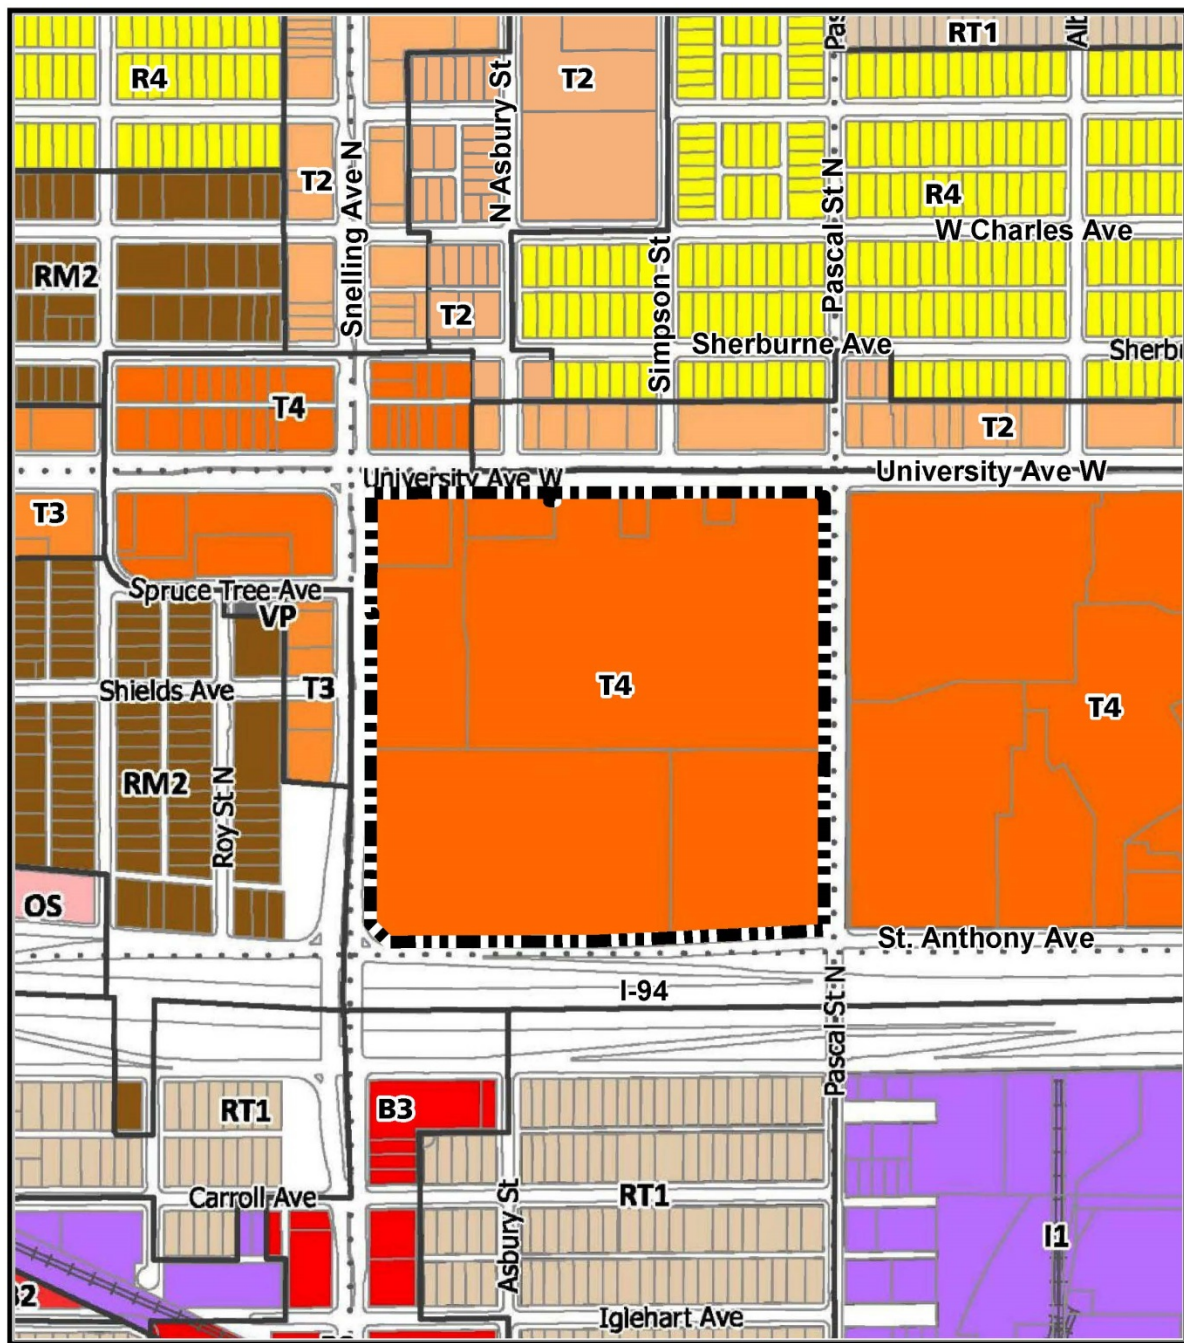 RT1
R4
T2
N Asbury St
Pascal St N
T2
Snelling Ave N
R4
W Charles Ave
RM2
T2
Simpson St
Sherburne Ave
T4
T2
University Ave W
University Ave W
T3
Spruce Tree Ave
VP
Shields Ave
T3
T4
T4
RM2
Roy St N
OS
St. Anthony Ave
I-94
Pascal St N
RT1
B3
Carroll Ave
RT1
Asbury St
I1
Iglehart Ave